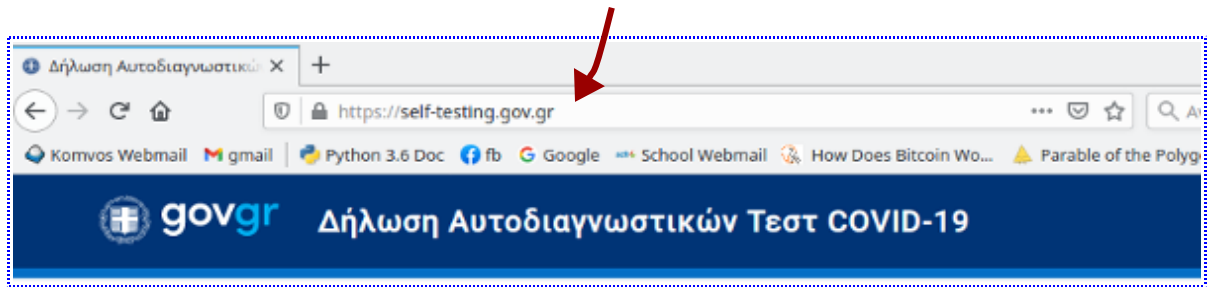 Δήλωση Αυτοδιαγνωστικώ
https://self-testing.gov.gr
Komvos Webmail gmail Python 3.6 Doc fb Google School Webmail How Does Bitcoin Wo... Parable of the Polyg
govgr Δήλωση Αυτοδιαγνωστικών Τεστ COVID-19